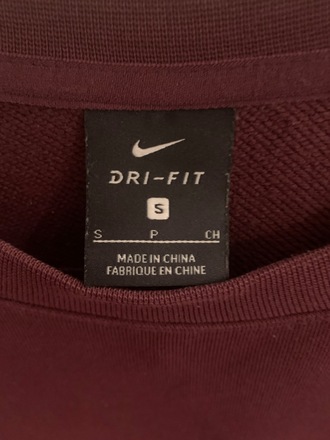 DRI-FIT
S
S P CH
MADE IN CHINA
FABRIQUE EN CHINE